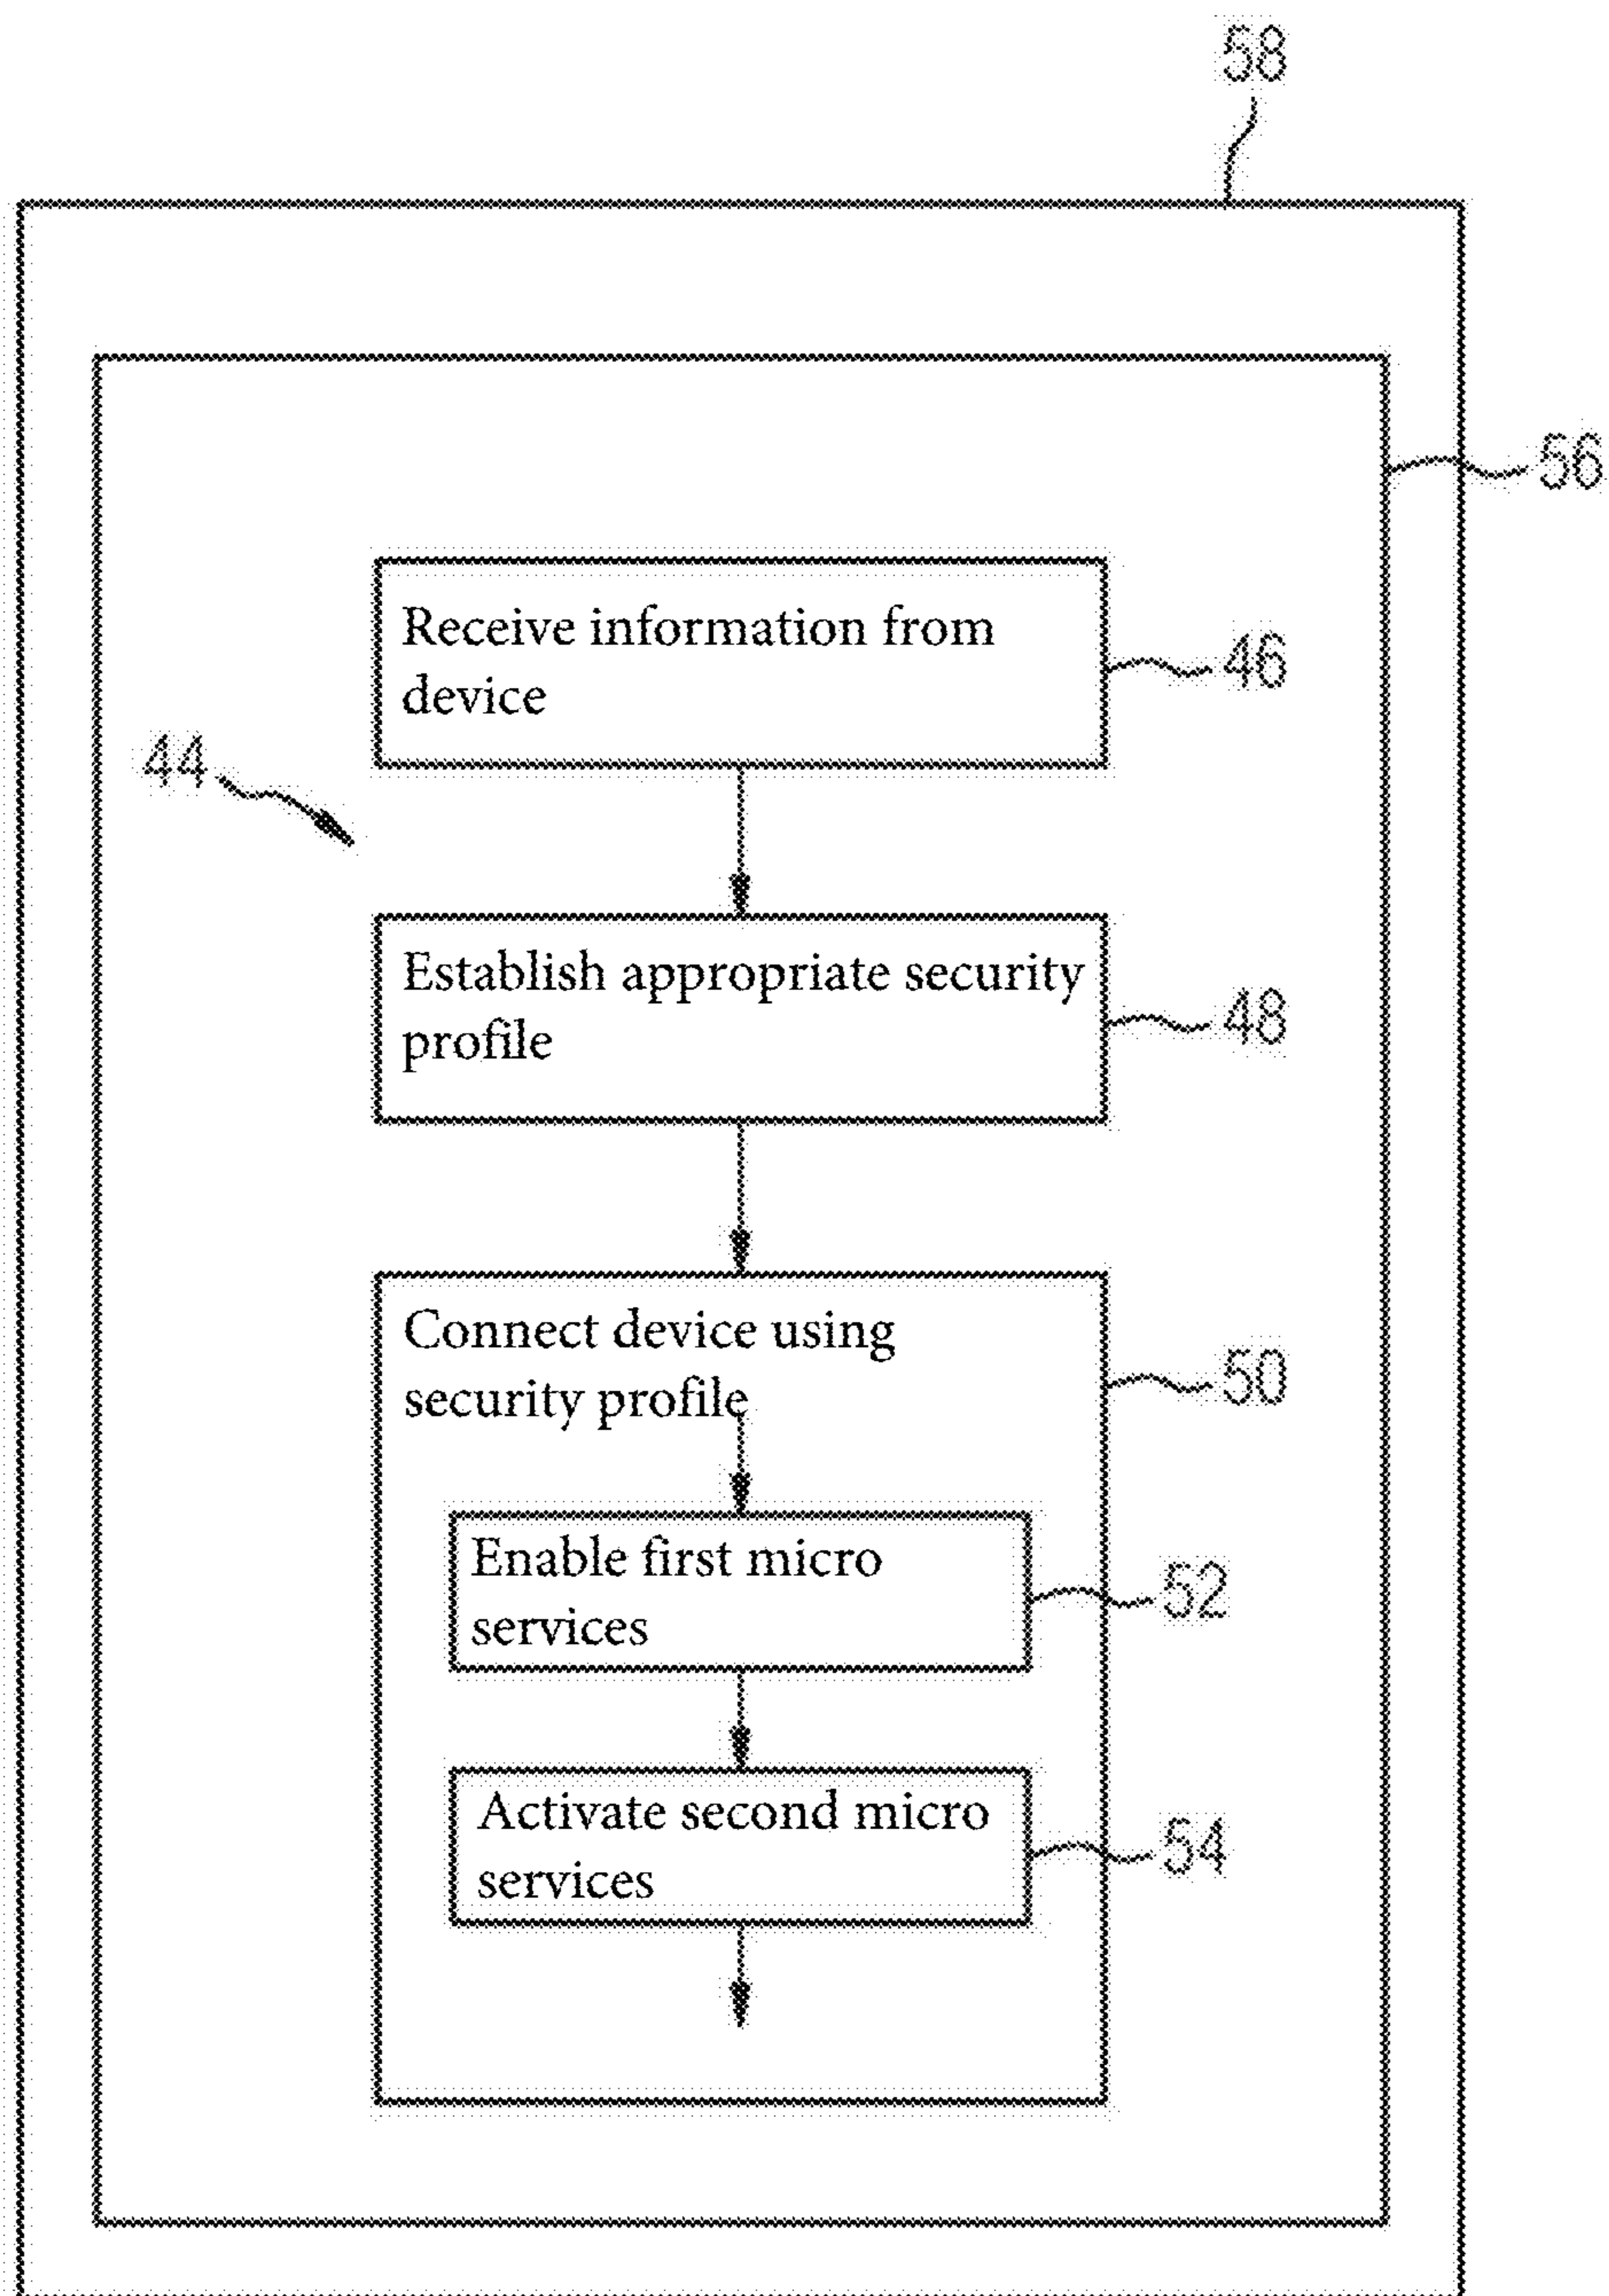 58
56
Receive information from
device
46
44
Establish appropriate security
profile
48
Connect device using
security profile
50
Enable first micro
services
52
Activate second micro
services
54